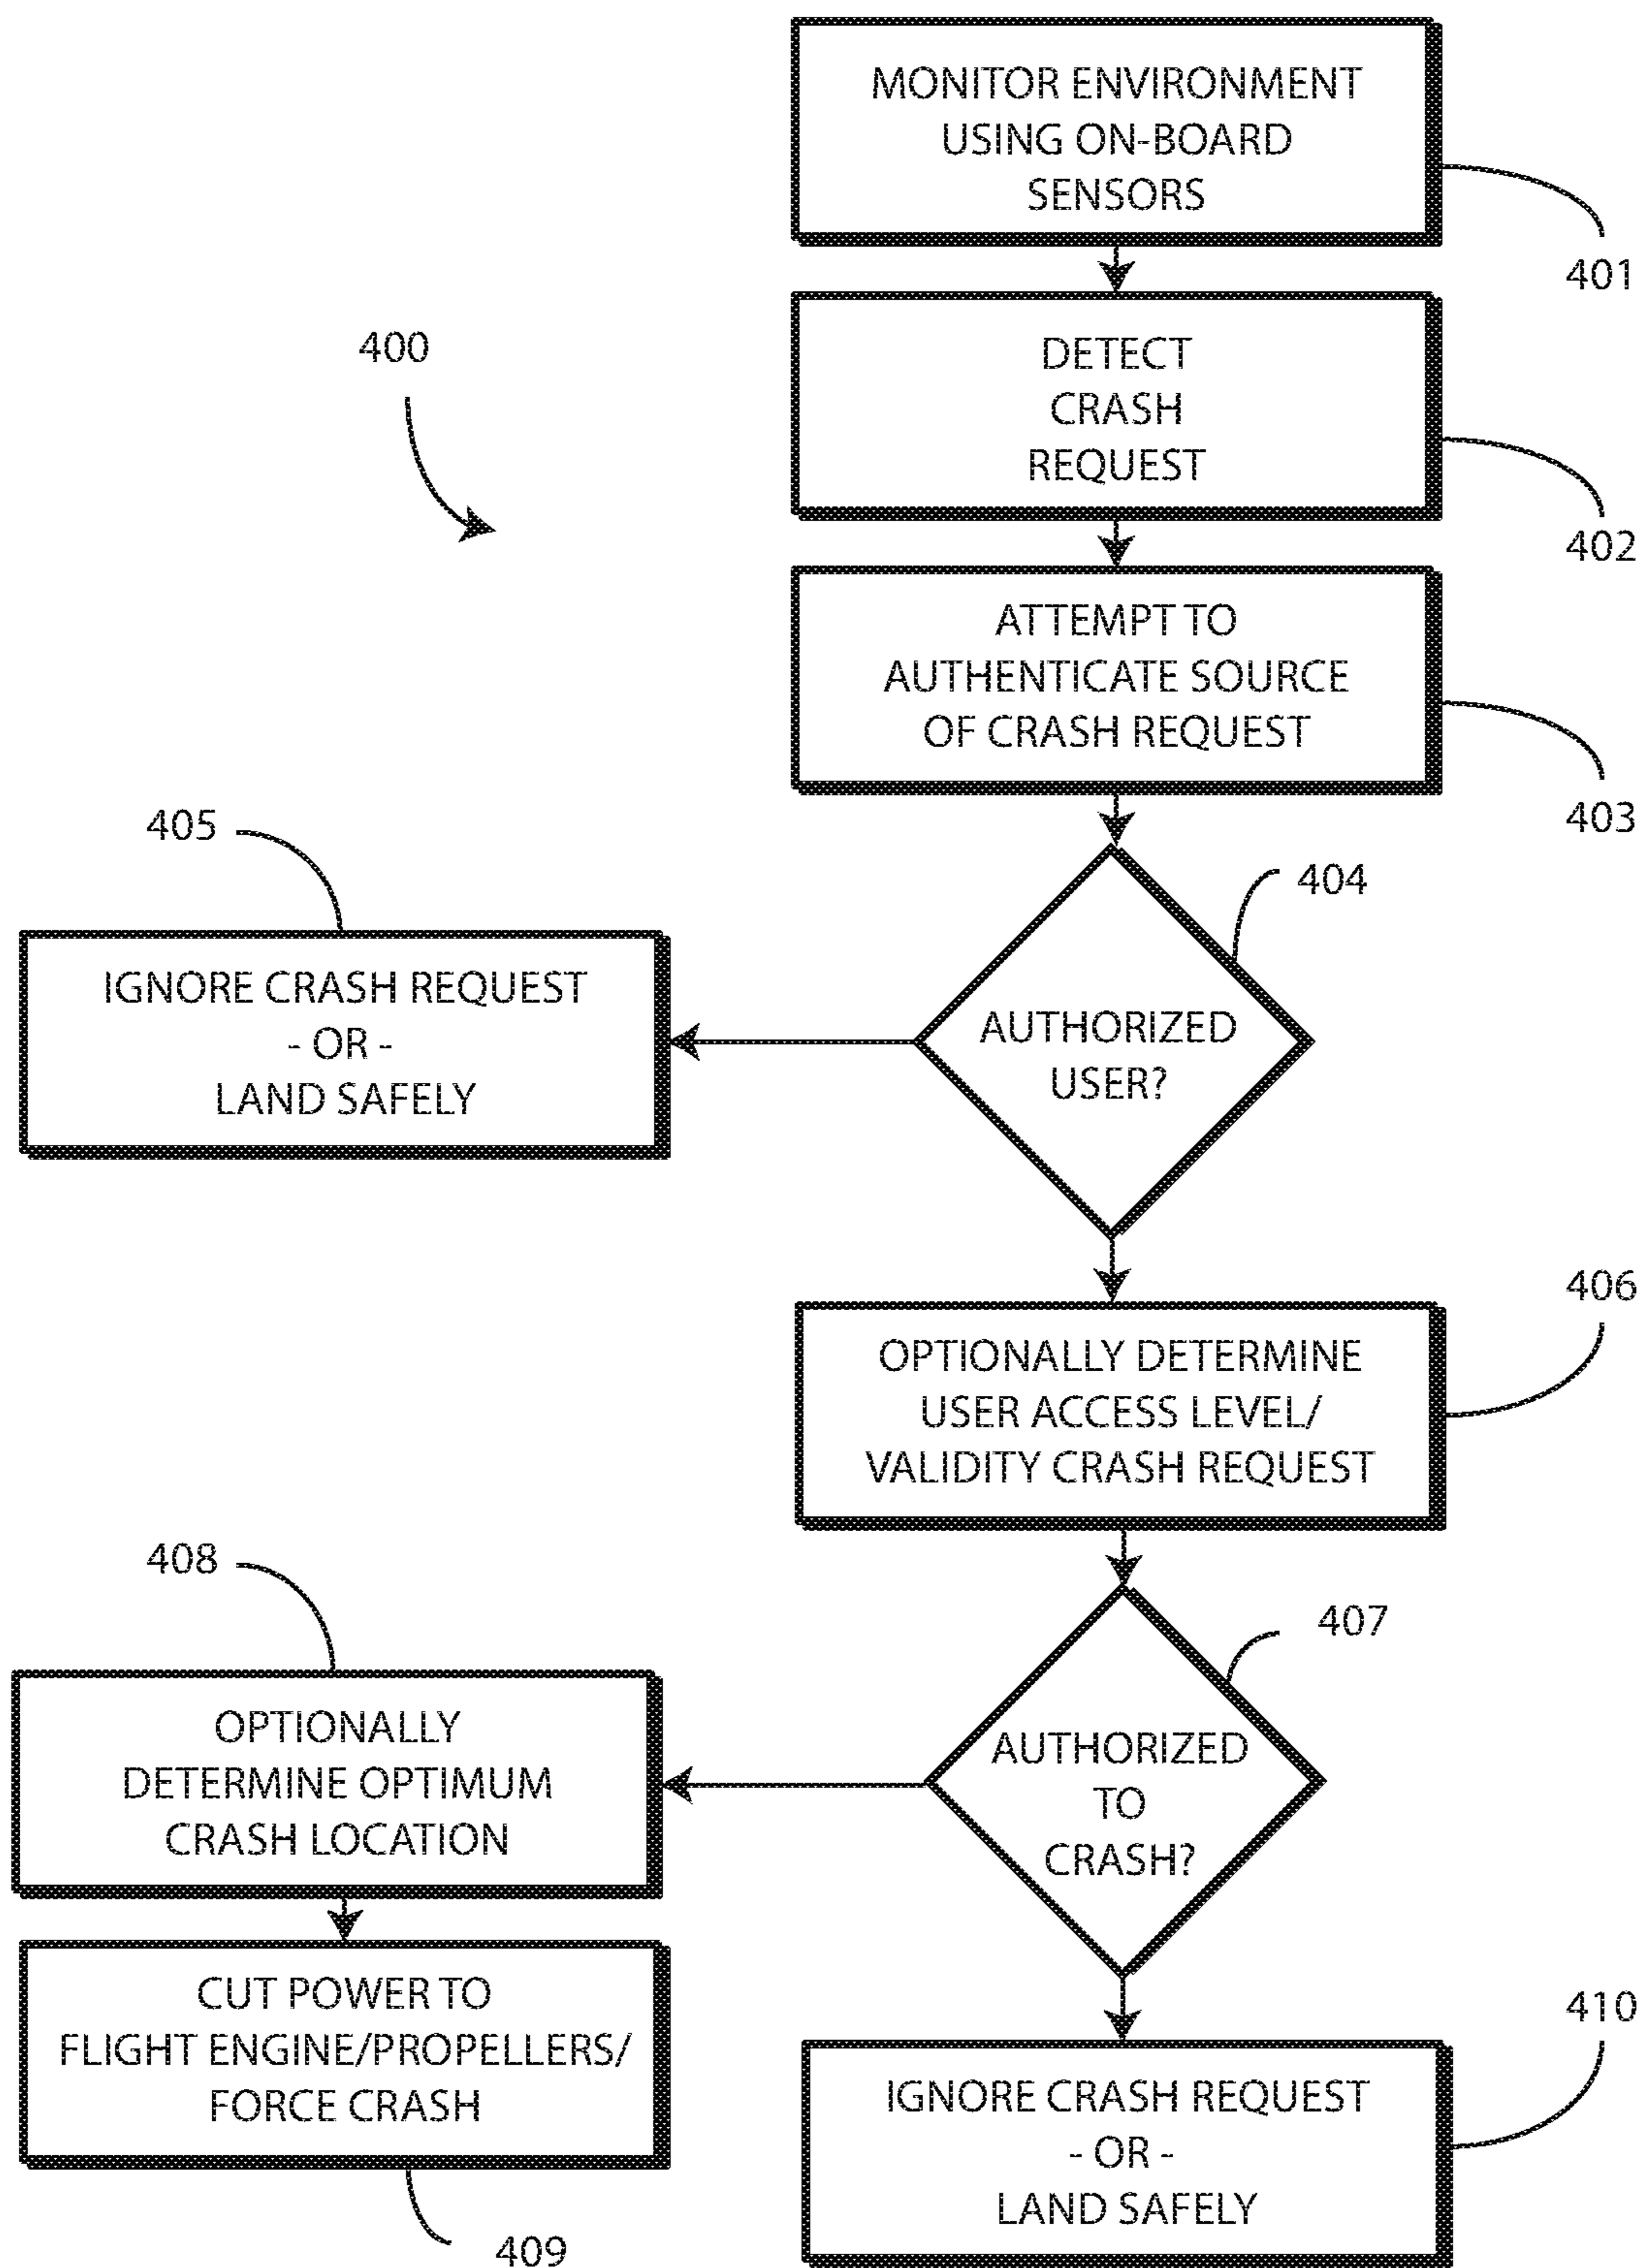 MONITOR ENVIRONMENT
USING ON-BOARD
SENSORS
401
400
DETECT
CRASH
REQUEST
402
ATTEMPT TO
AUTHENTICATE SOURCE
OF CRASH REQUEST
403
404
AUTHORIZED
USER?
405
IGNORE CRASH REQUEST
- OR -
LAND SAFELY
406
OPTIONALLY DETERMINE
USER ACCESS LEVEL/
VALIDITY CRASH REQUEST
407
AUTHORIZED
TO
CRASH?
408
OPTIONALLY
DETERMINE OPTIMUM
CRASH LOCATION
CUT POWER TO
FLIGHT ENGINE/PROPELLERS/
FORCE CRASH
409
410
IGNORE CRASH REQUEST
- OR -
LAND SAFELY